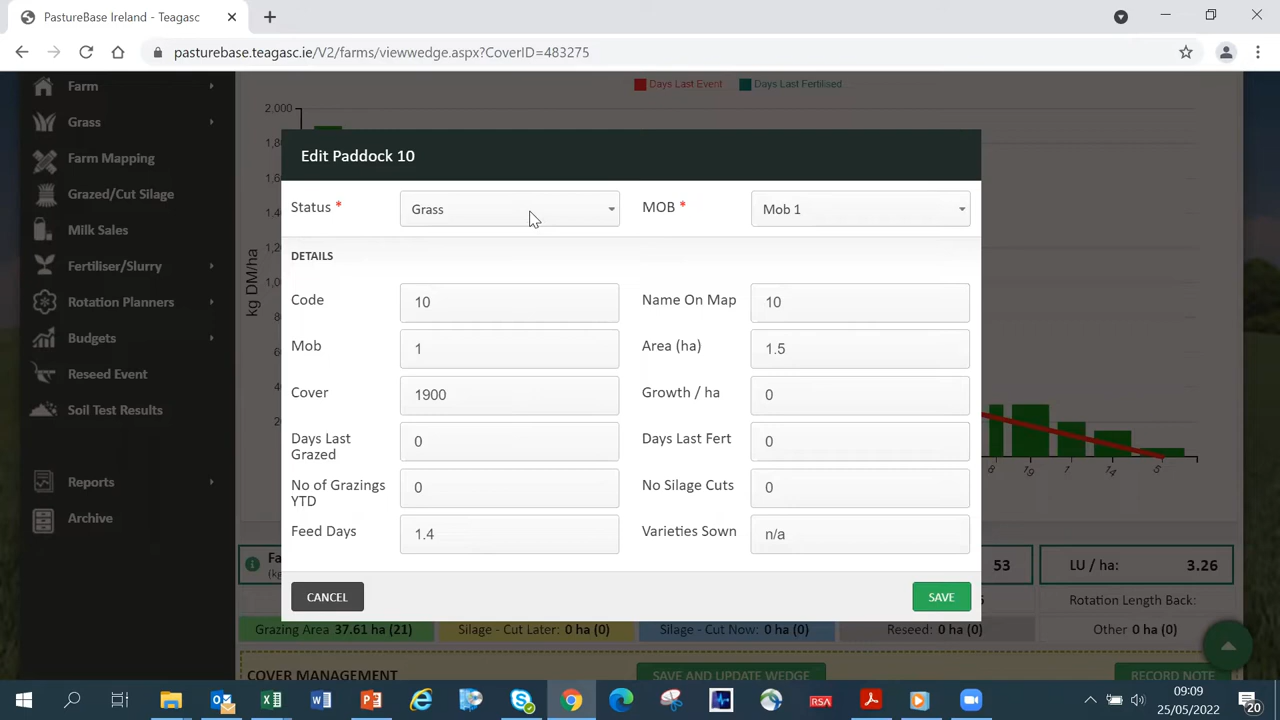 PastureBase Ireland - Teagasc
pasturebase.teagasc.ie/V2/farms/viewwedge.aspx?CoverID=483275
Farm
Grass
Farm Mapping
Grazed/Cut Silage
Milk Sales
Fertiliser/Slurry
Rotation Planners
Budgets
Reseed Event
Soil Test Results
Reports
Archive
Days Last Event Days Last Fertilised
2,000
kg DM/ha
8 19 1 14 5
Edit Paddock 10
Status * Grass MOB * Mob 1
DETAILS
Code 10 Name On Map 10
Mob 1 Area (ha) 1.5
Cover 1900 Growth / ha 0
Days Last Grazed 0 Days Last Fert 0
No of Grazings YTD 0 No Silage Cuts 0
Feed Days 1.4 Varieties Sown n/a
CANCEL SAVE
53 LU / ha: 3.26
Rotation Length Back:
Grazing Area 37.61 ha (21) Silage - Cut Later: 0 ha (0) Silage - Cut Now: 0 ha (0) Reseed: 0 ha (0) Other 0 ha (0)
COVER MANAGEMENT SAVE AND UPDATE WEDGE RECORD NOTE
RSA
09:09
25/05/2022
20